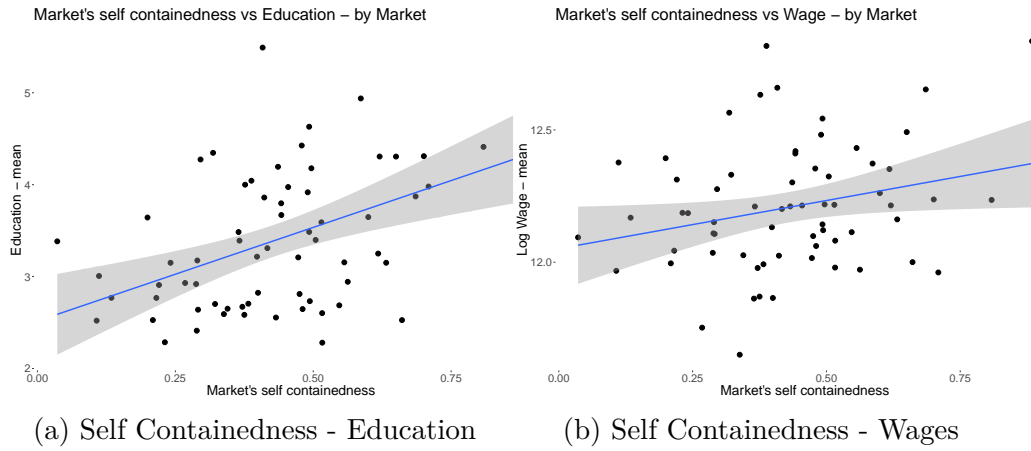 Market's self containedness vs Education – by Market
Education – mean
5
4
3
2
0.00 0.25 0.50 0.75
Market's self containedness
(a) Self Containedness - Education
Market's self containedness vs Wage – by Market
Log Wage – mean
12.5
12.0
0.00 0.25 0.50 0.75
Market's self containedness
(b) Self Containedness - Wages